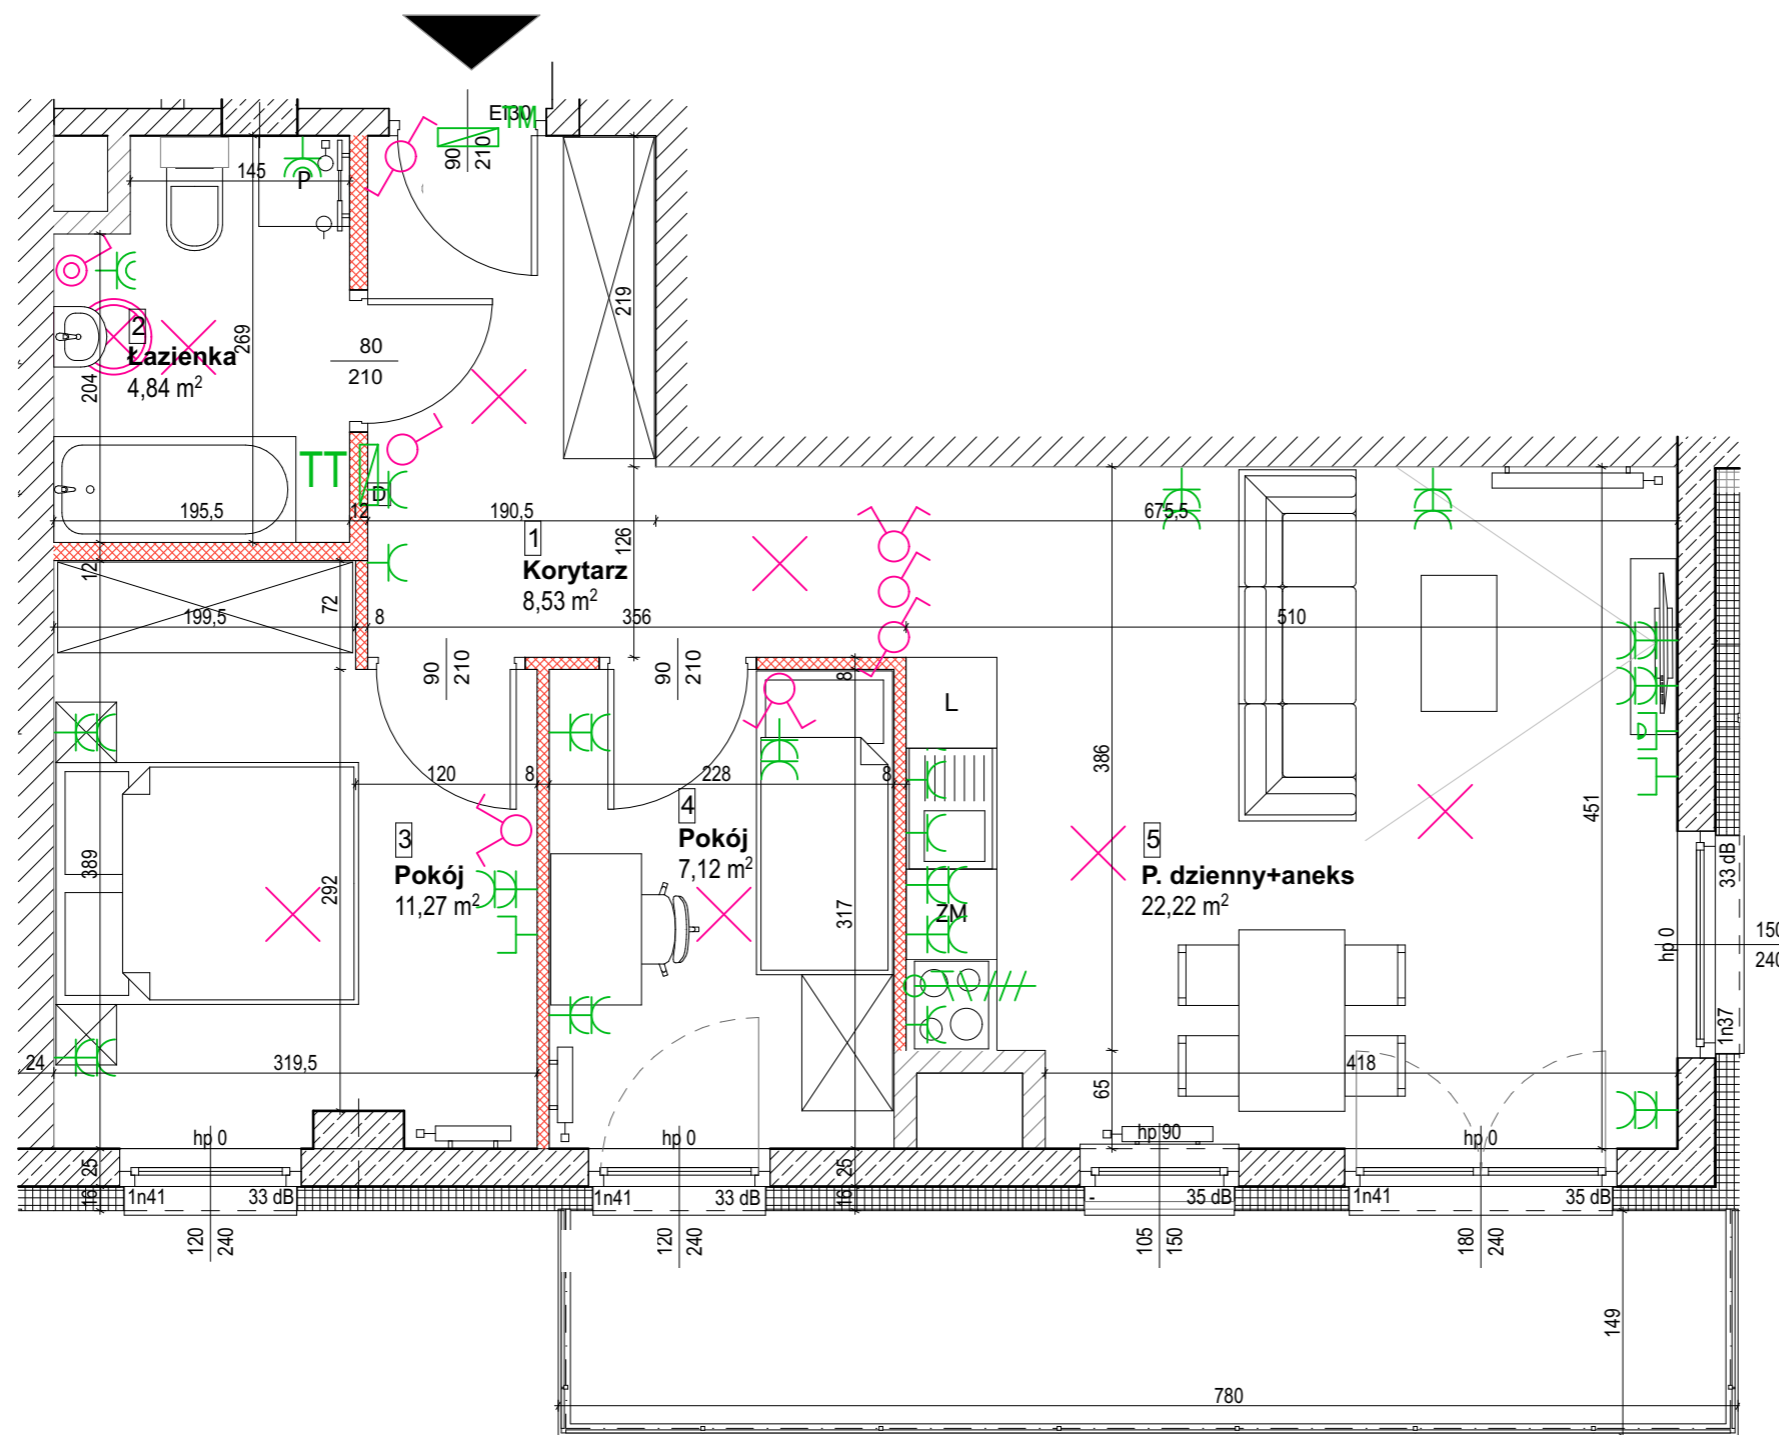 EI30
TM
90
210
145
P
219
2
Łazienka
4,84 m²
269
204
80
210
TT
D
195,5
12
190,5
675,5
126
1
Korytarz
8,53 m²
12
72
199,5
8
356
510
90
210
90
210
8
L
386
451
120
8
228
8
3
Pokój
11,27 m²
4
Pokój
7,12 m²
5
P. dzienny+aneks
22,22 m²
389
292
317
ZM
33 dB
hp 0
150
240
1n37
24
319,5
65
418
hp 0
hp 0
hp 90
hp 0
25
16
25
16
1n41
33 dB
1n41
33 dB
-
35 dB
1n41
35 dB
120
240
120
240
105
150
180
240
149
780